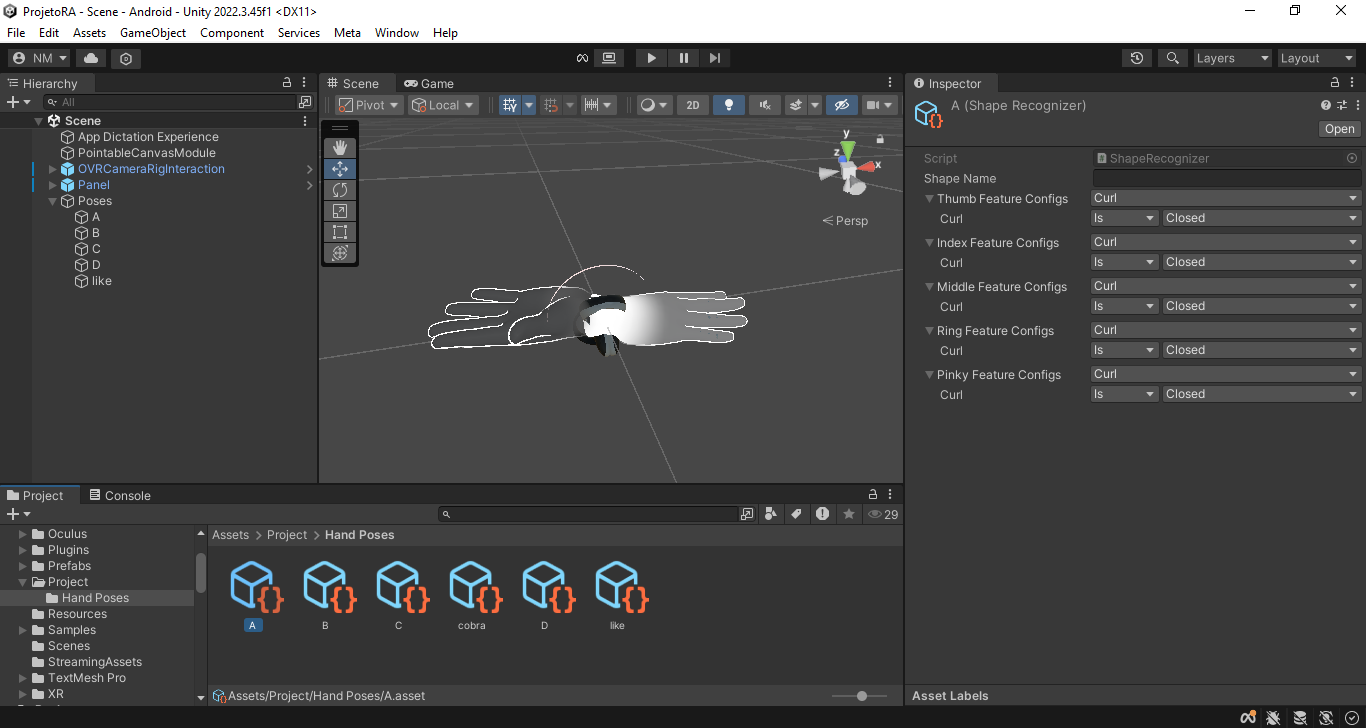 ProjetoRA - Scene - Android - Unity 2022.3.45f1 <DX11>
File Edit Assets GameObject Component Services Meta Window Help
NM Layers Layout
Hierarchy
All
Scene
App Dictation Experience
PointableCanvasModule
OVRCameraRigInteraction
Panel
Poses
A
B
C
D
like
Scene Game
Pivot Local 2D
y
z
x
Persp
Inspector
A (Shape Recognizer)
Open
Script ShapeRecognizer
Shape Name
Thumb Feature Configs Curl
Curl Is Closed
Index Feature Configs Curl
Curl Is Closed
Middle Feature Configs Curl
Curl Is Closed
Ring Feature Configs Curl
Curl Is Closed
Pinky Feature Configs Curl
Curl Is Closed
Project Console
29
Oculus
Plugins
Prefabs
Project
Hand Poses
Resources
Samples
Scenes
StreamingAssets
TextMesh Pro
XR
Assets > Project > Hand Poses
A B C cobra D like
Assets/Project/Hand Poses/A.asset
Asset Labels